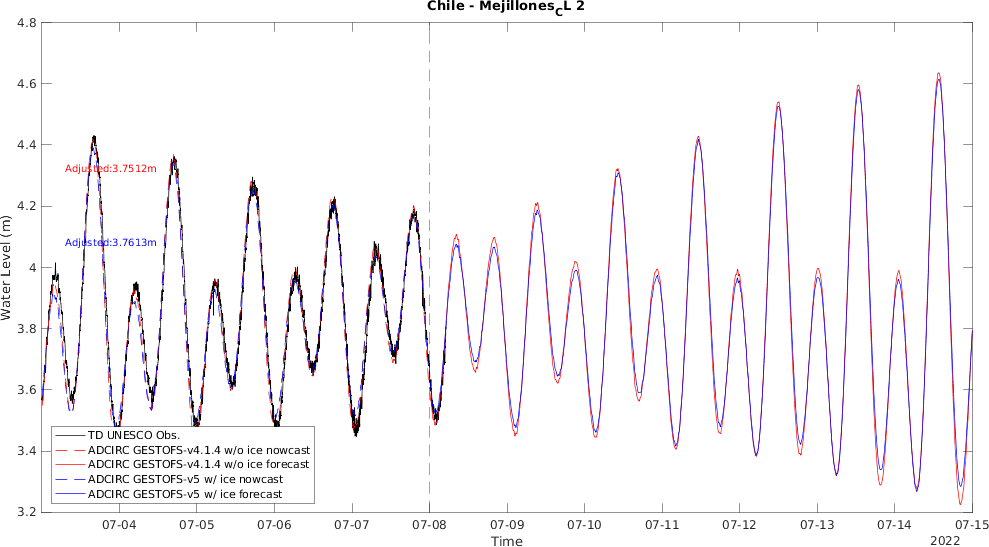 Chile - Mejillones_CL 2
4.8
4.6
4.4
4.2
4
3.8
3.6
3.4
3.2
Water Level (m)
Adjusted:3.7512m
Adjusted:3.7613m
TD UNESCO Obs.
ADCIRC GESTOFS-v4.1.4 w/o ice nowcast
ADCIRC GESTOFS-v4.1.4 w/o ice forecast
ADCIRC GESTOFS-v5 w/ ice nowcast
ADCIRC GESTOFS-v5 w/ ice forecast
07-04 07-05 07-06 07-07 07-08 07-09 07-10 07-11 07-12 07-13 07-14 07-15
Time
2022